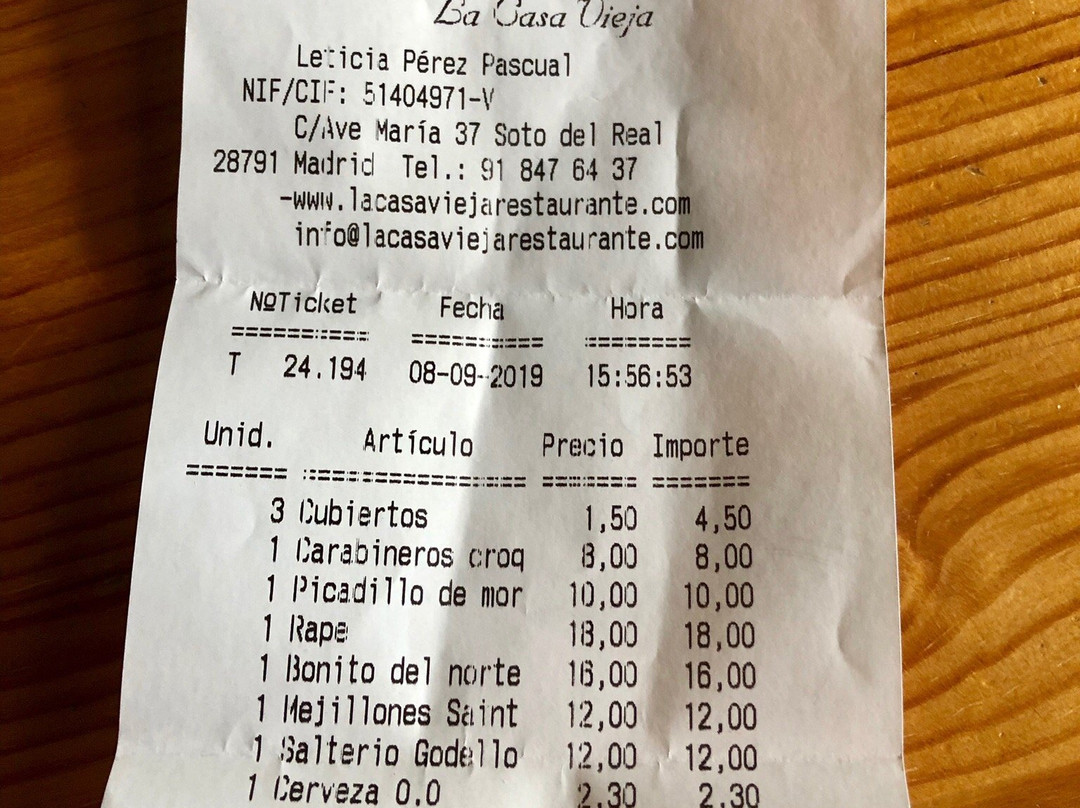 La Casa Vieja
Leticia Pérez Pascual
NIF/CIF: 51404971-V
C/Ave María 37 Soto del Real
28791 Madrid Tel.: 91 847 64 37
-www.lacasaviejarestaurante.com
info@lacasaviejarestaurante.com
NºTicket Fecha Hora
T 24.194 08-09-2019 15:56:53
Unid. Artículo Precio Importe
3 Cubiertos 1,50 4,50
1 Carabineros croq 8,00 8,00
1 Picadillo de mor 10,00 10,00
1 Rape 18,00 18,00
1 Bonito del norte 16,00 16,00
1 Mejillones Saint 12,00 12,00
1 Salterio Godello 12,00 12,00
1 Cerveza 0.0 2,30 2,30